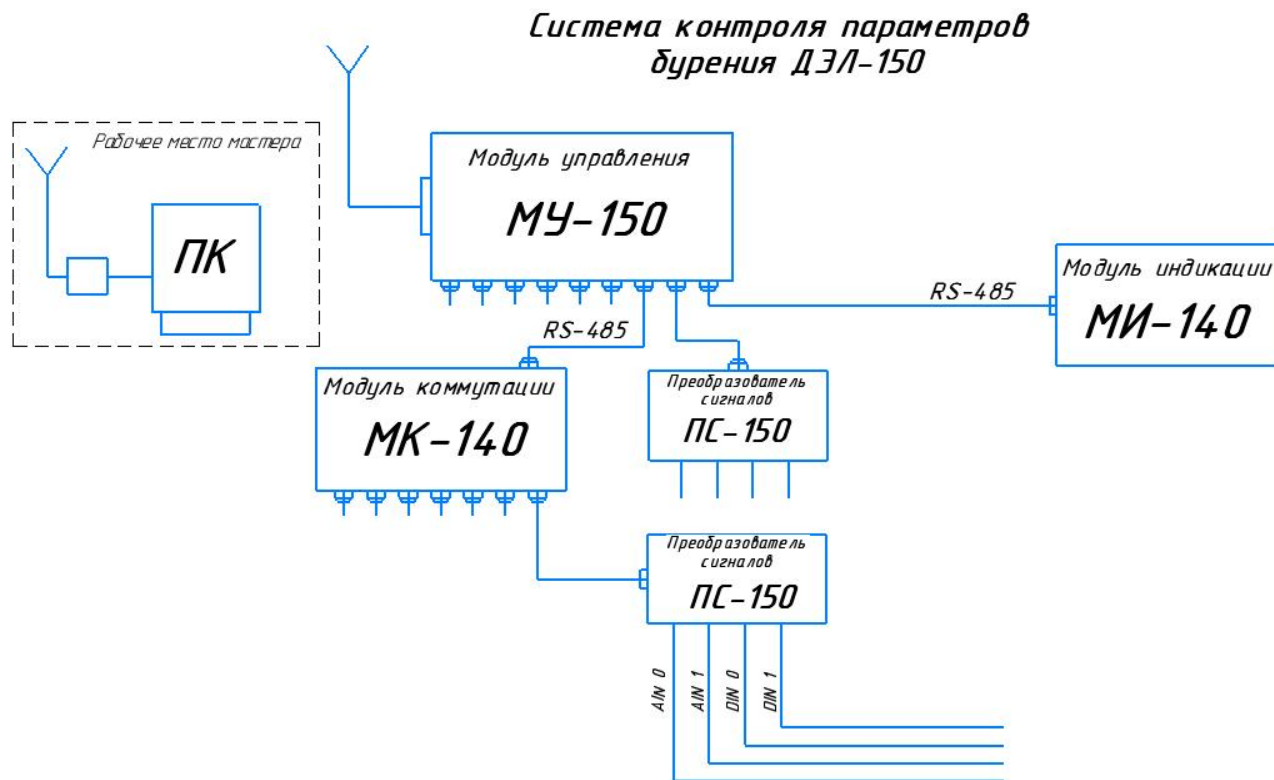 Система контроля параметров
бурения ДЭЛ-150
Рабочее место мастера
ПК
Модуль управления
МУ-150
RS-485
Модуль индикации
МИ-140
RS-485
Модуль коммутации
МК-140
Преобразователь
сигналов
ПС-150
Преобразователь
сигналов
ПС-150
AIN 0
AIN 1
DIN 0
DIN 1